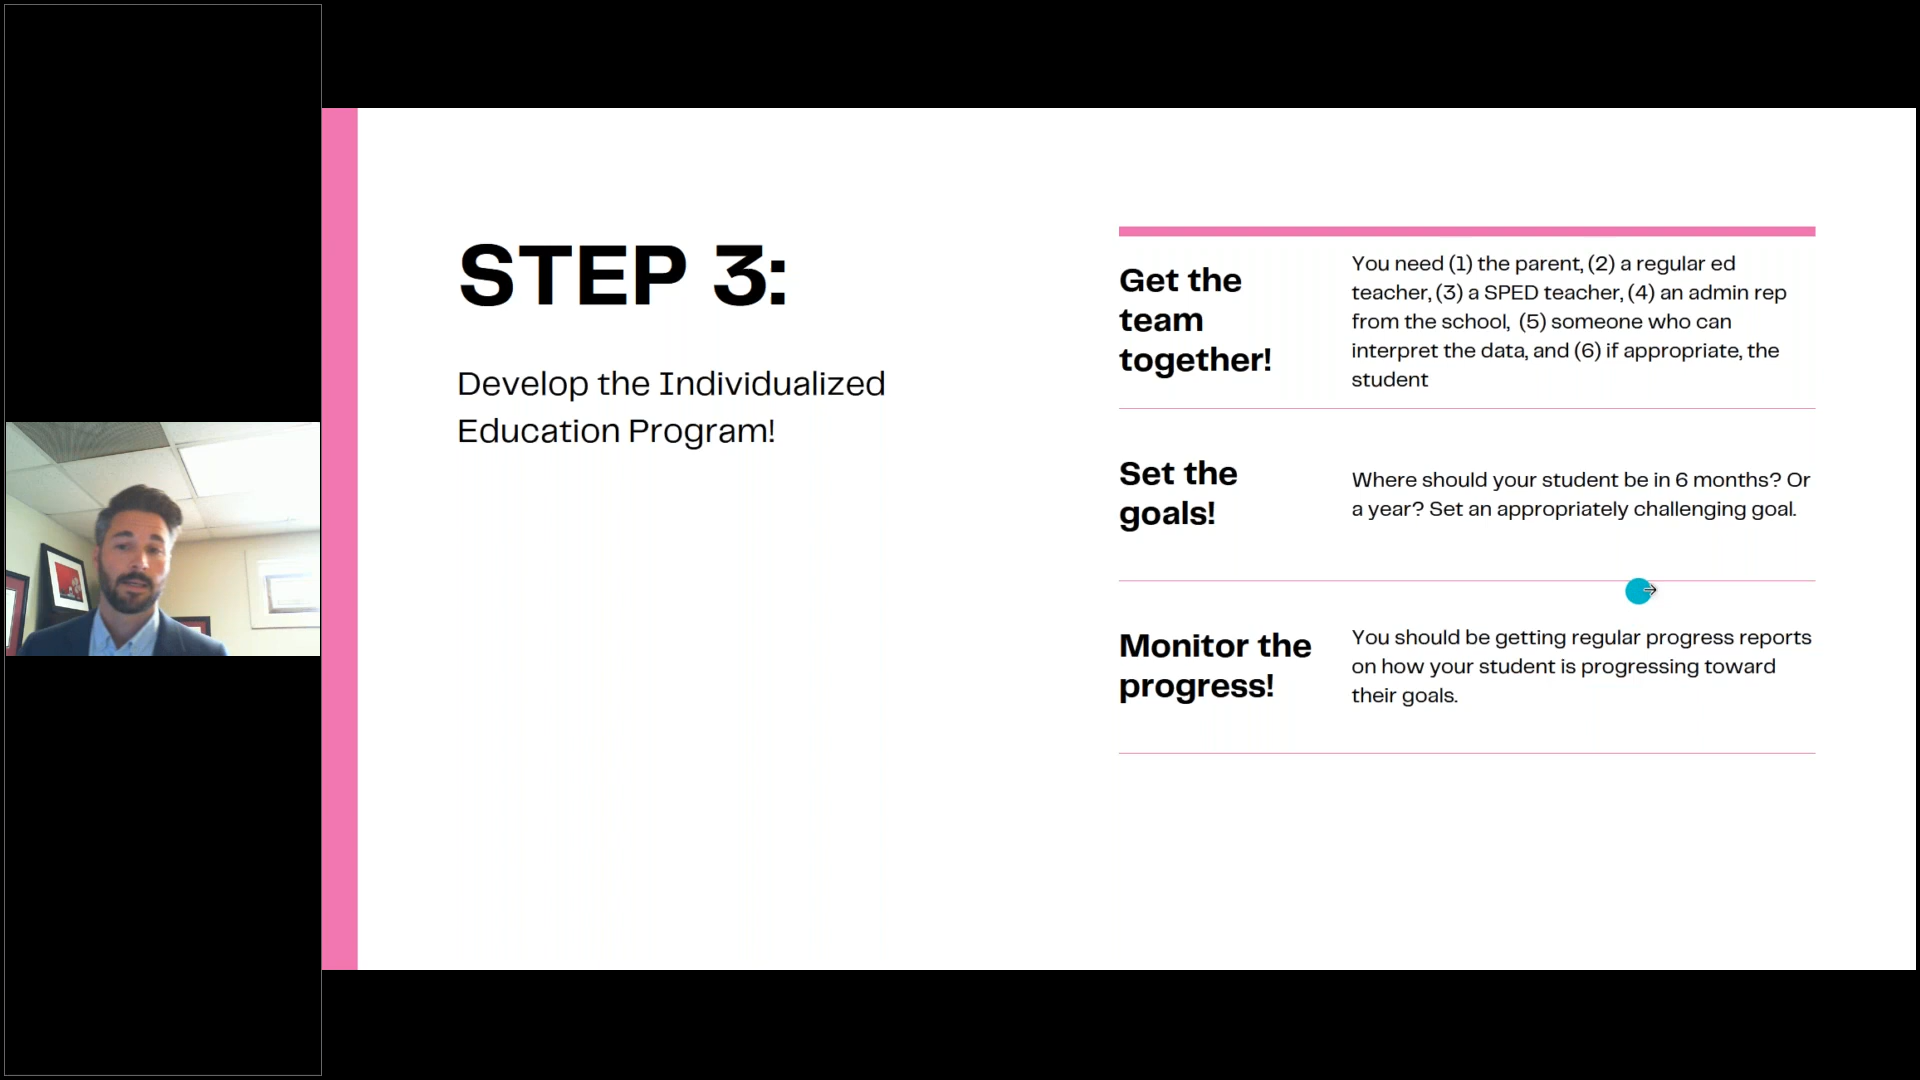 STEP 3:
Develop the Individualized
Education Program!
Get the
team
together!
You need (1) the parent, (2) a regular ed
teacher, (3) a SPED teacher, (4) an admin rep
from the school,  (5) someone who can
interpret the data, and (6) if appropriate, the
student
Set the
goals!
Where should your student be in 6 months? Or
a year? Set an appropriately challenging goal.
Monitor the
progress!
You should be getting regular progress reports
on how your student is progressing toward
their goals.